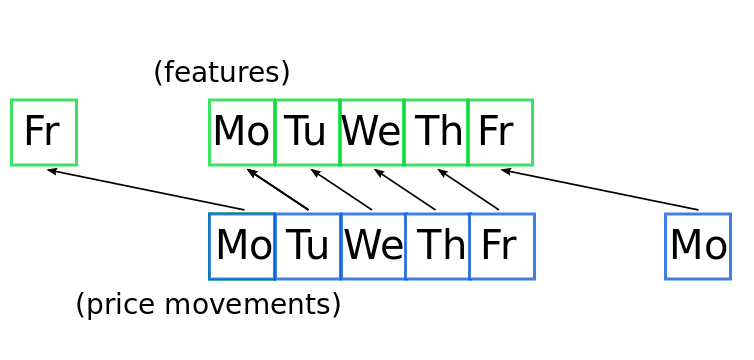 (features)
Fr Mo Tu We Th Fr
Mo Tu We Th Fr Mo
(price movements)